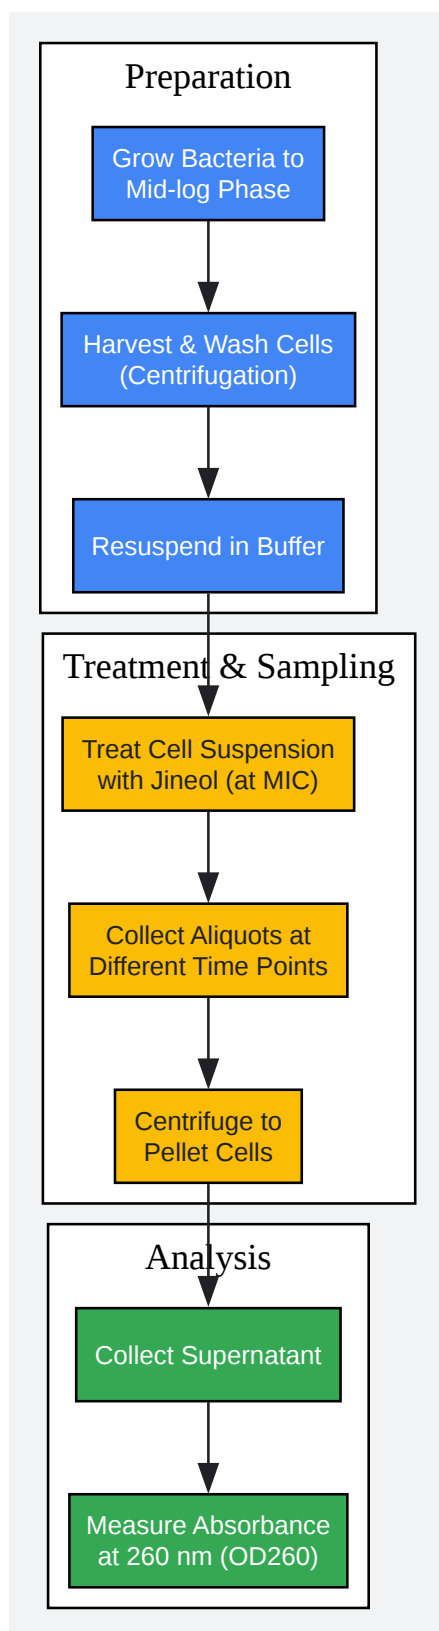 Preparation
Grow Bacteria to
Mid-log Phase
Harvest & Wash Cells
(Centrifugation)
Resuspend in Buffer
Treatment & Sampling
Treat Cell Suspension
with Jineol (at MIC)
Collect Aliquots at
Different Time Points
Centrifuge to
Pellet Cells
Analysis
Collect Supernatant
Measure Absorbance
at 260 nm (OD260)